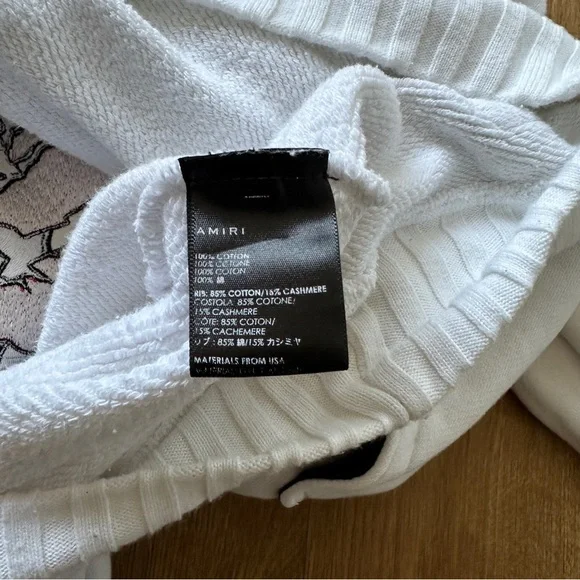 AMIRI
100% COTTON
100% COTONE
100% COTON
100% 綿
RIB: 85% COTTON/15% CASHMERE
COSTOLA: 85% COTONE/
15% CASHMERE
CÔTE: 85% COTON/
15% CACHEMERE
リブ : 85% 綿/15% カシミヤ
MATERIALS FROM USA